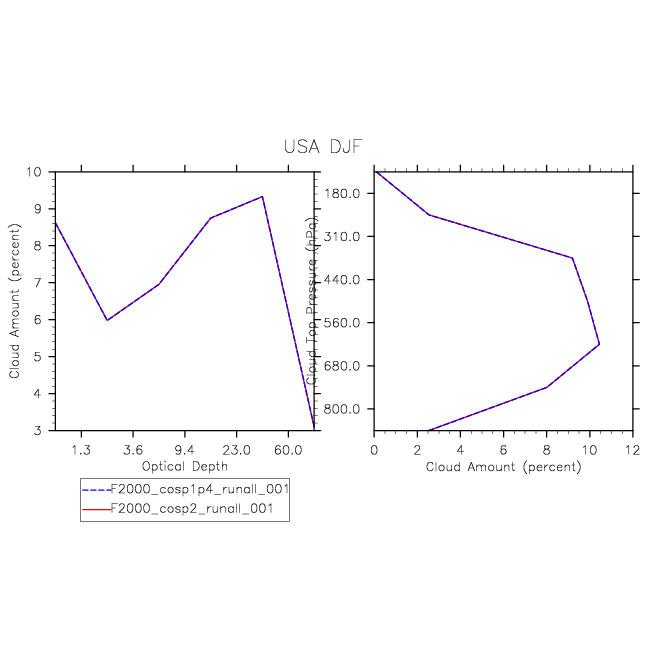 USA DJF
10
9
8
7
6
5
4
3
Cloud Amount (percent)
1.3 3.6 9.4 23.0 60.0
Optical Depth
Cloud Top Pressure (hPa)
180.0
310.0
440.0
560.0
680.0
800.0
0 2 4 6 8 10 12
Cloud Amount (percent)
F2000_cosp1p4_runall_001
F2000_cosp2_runall_001